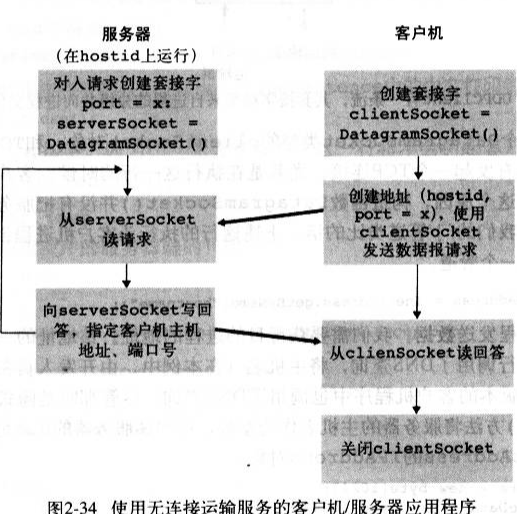 服务器
(在hostid上运行)
客户机
对入请求创建套接字
port = x:
serverSocket =
DatagramSocket()
创建套接字
clientSocket =
DatagramSocket()
创建地址 (hostid,
port = x), 使用
clientSocket
发送数据报请求
从serverSocket
读请求
向serverSocket写回
答, 指定客户机主机
地址、端口号
从clienSocket读回答
关闭clientSocket
图2-34 使用无连接运输服务的客户机/服务器应用程序